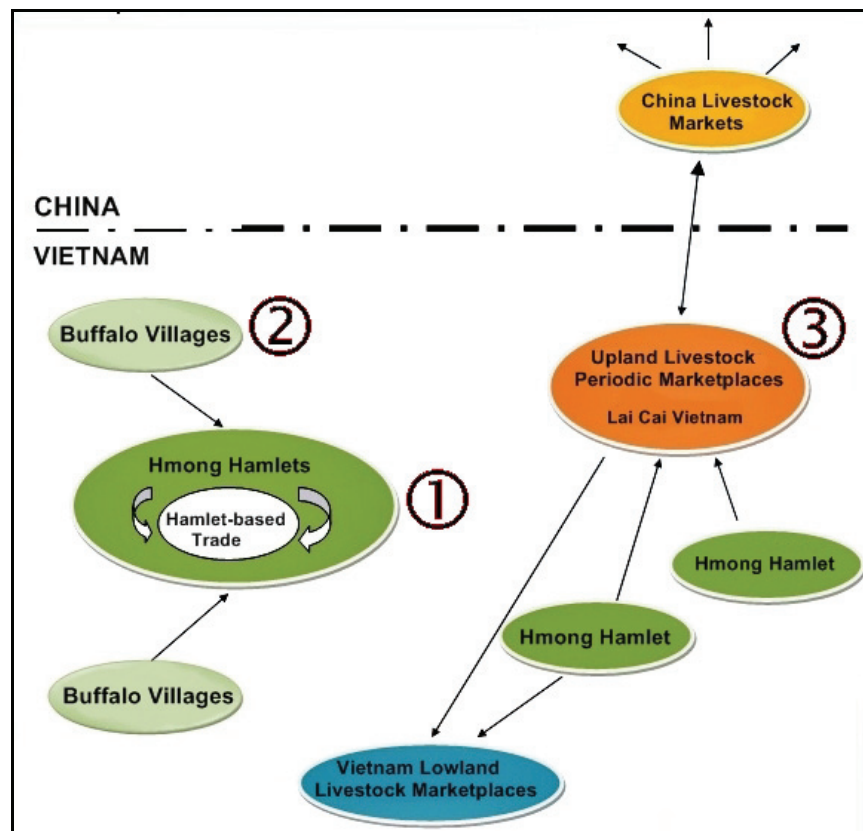 China Livestock
Markets
CHINA
VIETNAM
Buffalo Villages
②
③
Upland Livestock
Periodic Marketplaces
Lai Cai Vietnam
Hmong Hamlets
①
Hamlet-based
Trade
Hmong Hamlet
Hmong Hamlet
Buffalo Villages
Vietnam Lowland
Livestock Marketplaces